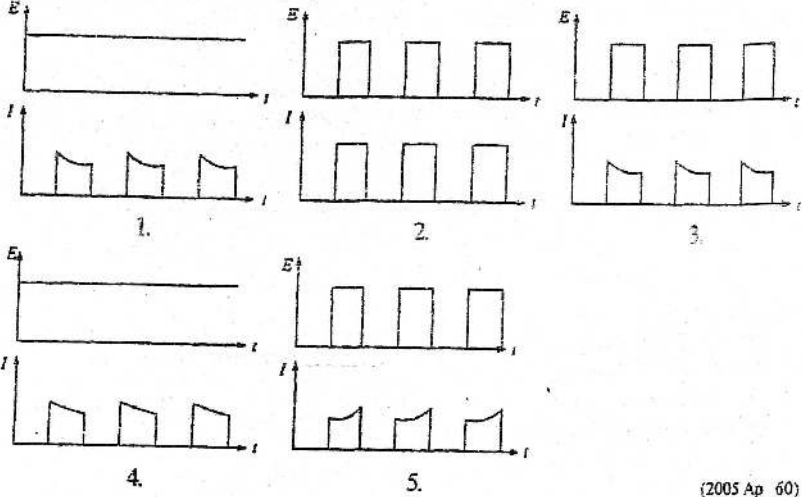 E E E
t t t
I I I
t t t
1. 2. 3.
E E
t t
I I
t t
4. 5.
(2005 Ap 60)